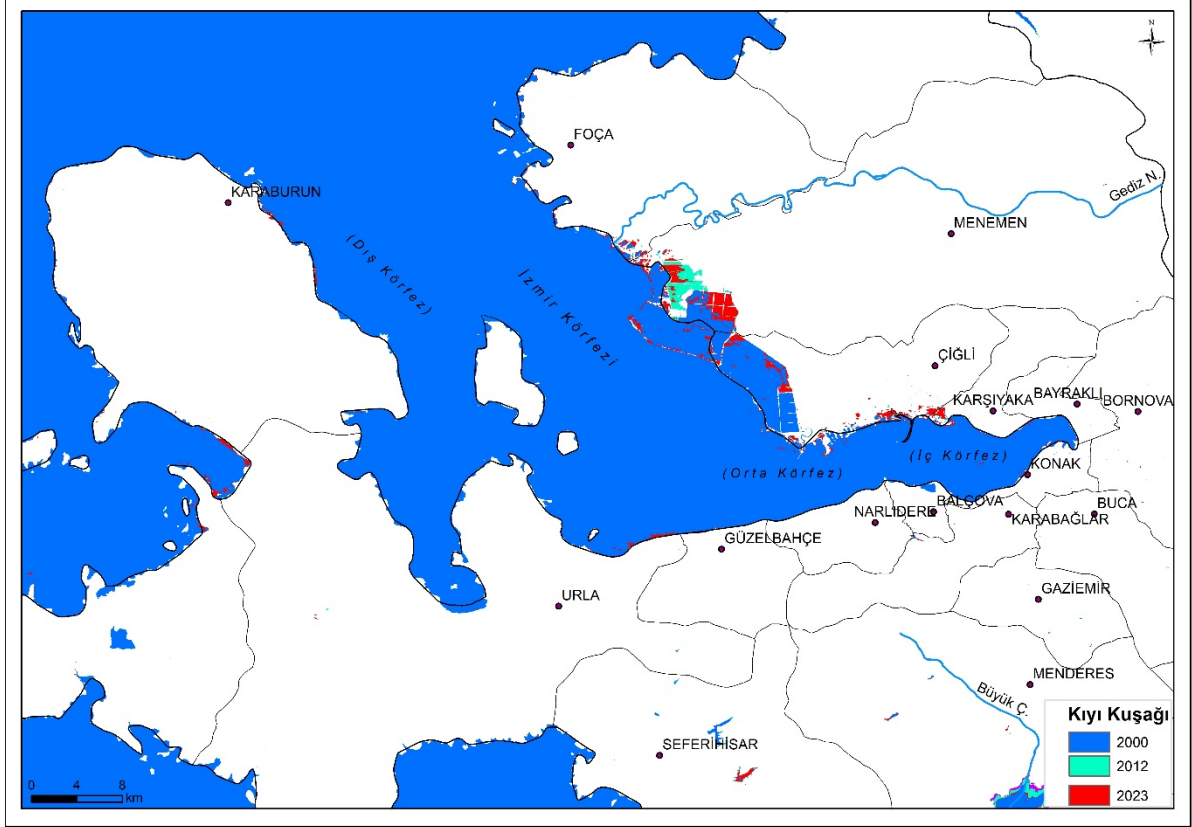 N
FOÇA
KARABURUN
Gediz N.
MENEMEN
(Dış Körfez)
İzmir Körfezi
ÇİĞLİ
KARŞIYAKA
BAYRAKLI
BORNOVA
(Orta Körfez)
(İç Körfez)
KONAK
NARLIDERE
BALÇOVA
KARABAĞLAR
BUCA
GÜZELBAHÇE
URLA
GAZİEMİR
MENDERES
Büyük Ç.
SEFERİHİSAR
Kıyı Kuşağı
2000
2012
2023
0 4 8
km